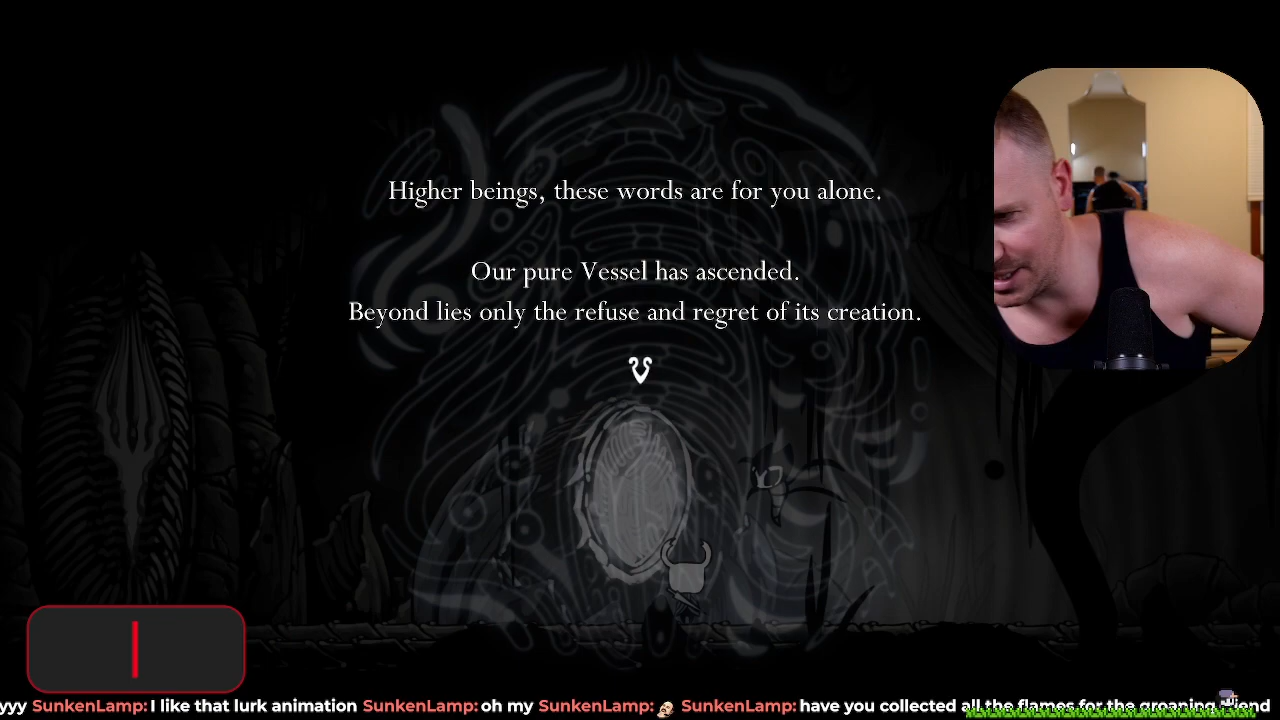 Higher beings, these words are for you alone.
Our pure Vessel has ascended.
Beyond lies only the refuse and regret of its creation.
yyy SunkenLamp: I like that lurk animation SunkenLamp: oh my SunkenLamp: SunkenLamp: have you collected all the flames for the groaning